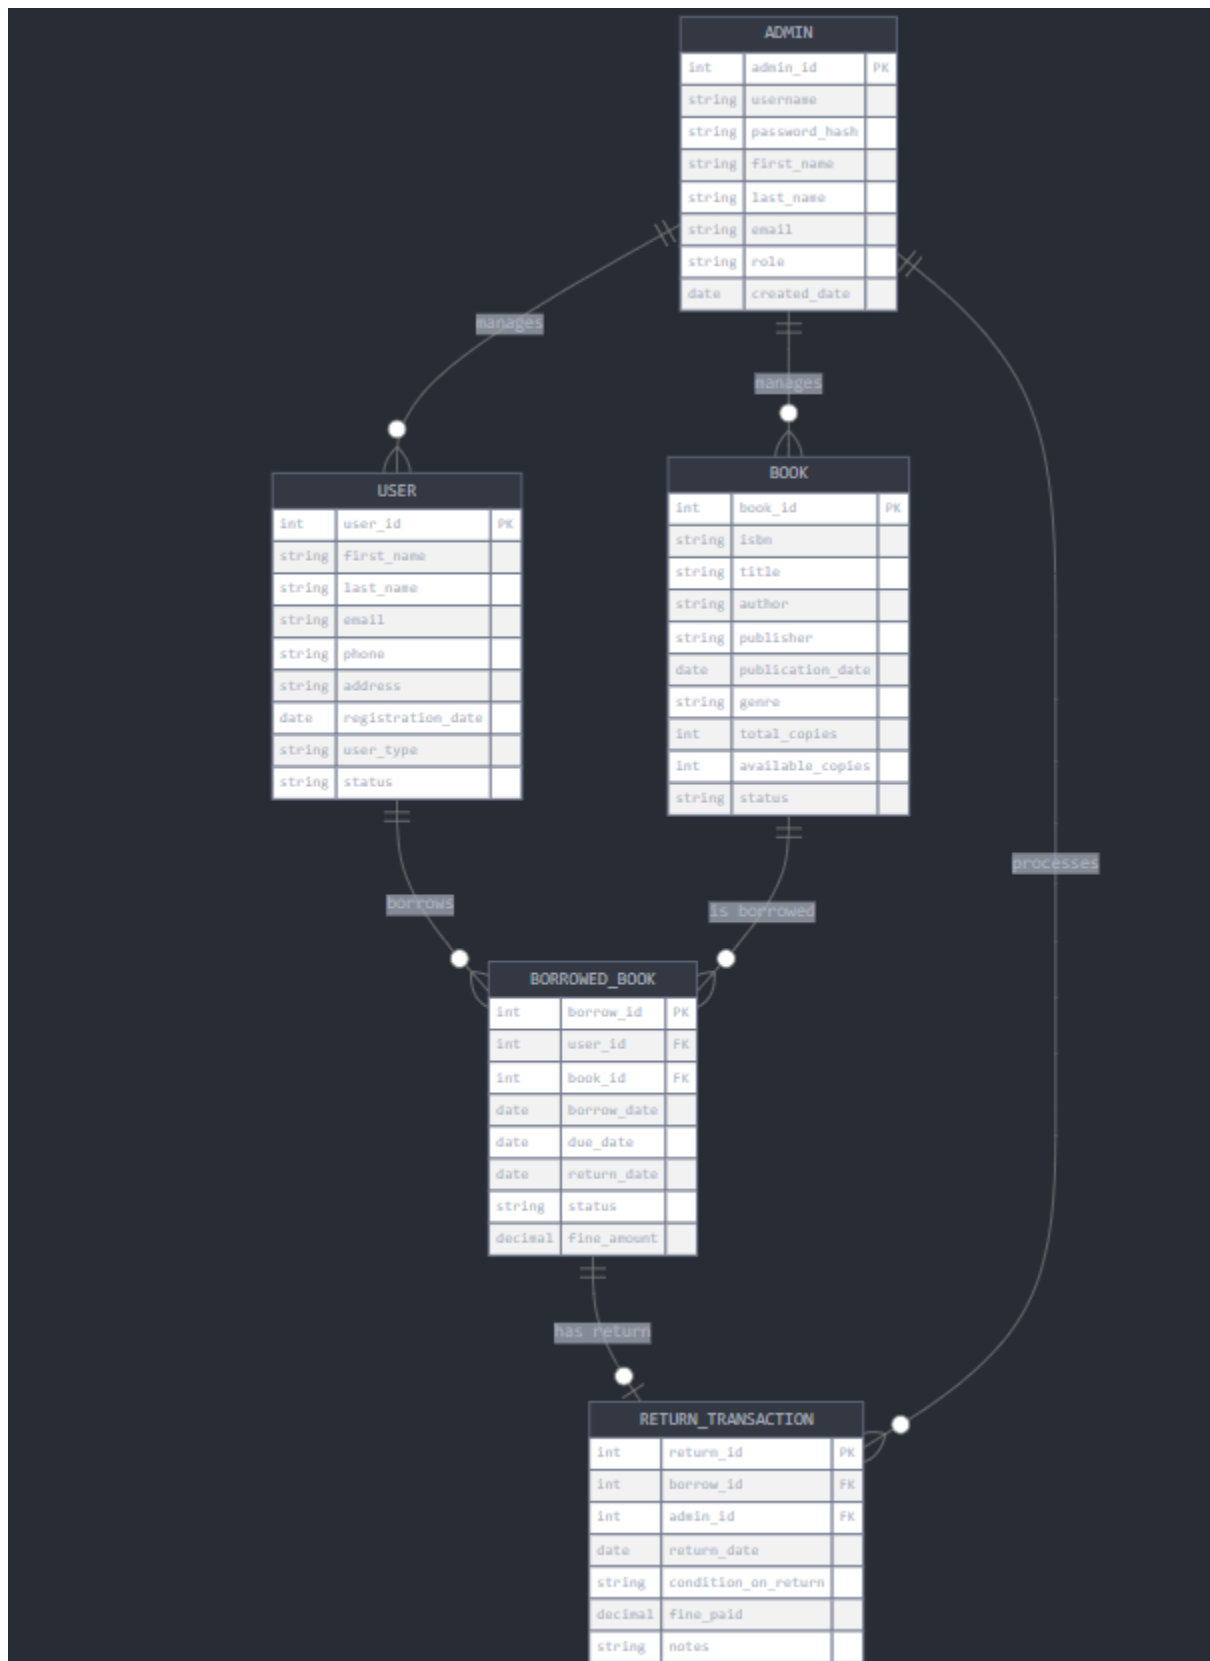 ADMIN
int admin_id PK
string username
string password_hash
string first_name
string last_name
string email
string role
date created_date
manages
manages
USER
int user_id PK
string first_name
string last_name
string email
string phone
string address
date registration_date
string user_type
string status
BOOK
int book_id PK
string isbn
string title
string author
string publisher
date publication_date
string genre
int total_copies
int available_copies
string status
processes
borrows
is borrowed
BORROWED_BOOK
int borrow_id PK
int user_id FK
int book_id FK
date borrow_date
date due_date
date return_date
string status
decimal fine_amount
has return
RETURN_TRANSACTION
int return_id PK
int borrow_id FK
int admin_id FK
date return_date
string condition_on_return
decimal fine_paid
string notes